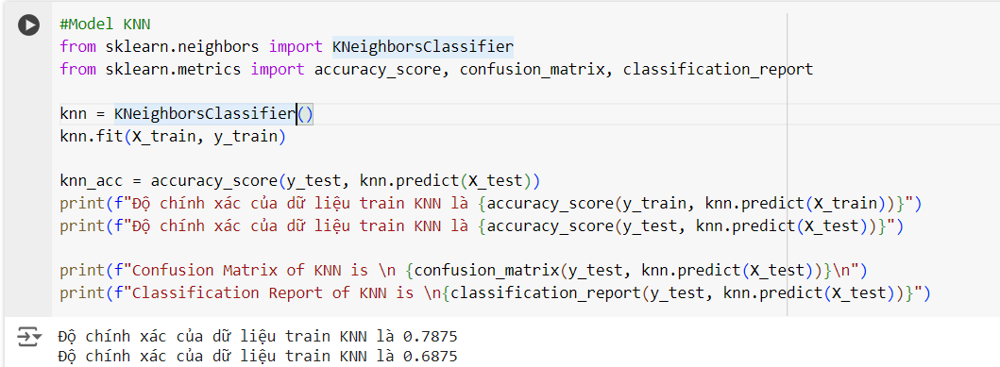 #Model KNN
from sklearn.neighbors import KNeighborsClassifier
from sklearn.metrics import accuracy_score, confusion_matrix, classification_report
knn = KNeighborsClassifier()
knn.fit(X_train, y_train)
knn_acc = accuracy_score(y_test, knn.predict(X_test))
print(f"Độ chính xác của dữ liệu train KNN là {accuracy_score(y_train, knn.predict(X_train))}")
print(f"Độ chính xác của dữ liệu train KNN là {accuracy_score(y_test, knn.predict(X_test))}")
print(f"Confusion Matrix of KNN is \n {confusion_matrix(y_test, knn.predict(X_test))}\n")
print(f"Classification Report of KNN is \n{classification_report(y_test, knn.predict(X_test))}")
Độ chính xác của dữ liệu train KNN là 0.7875
Độ chính xác của dữ liệu train KNN là 0.6875